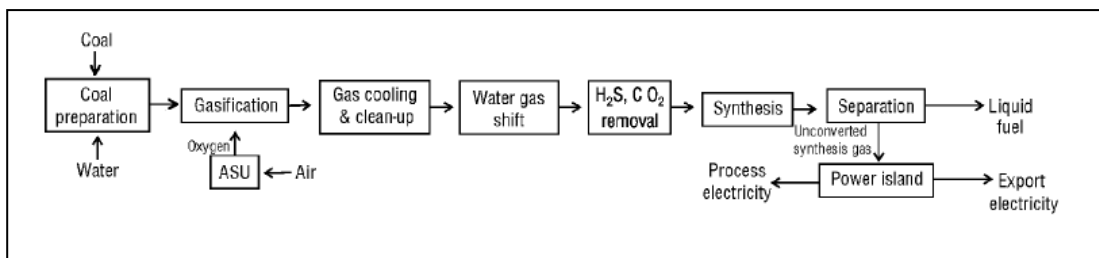 Coal
Coal
preparation
Water
Gasification
Oxygen
ASU
Air
Gas cooling
& clean-up
Water gas
shift
H₂S, C O₂
removal
Synthesis
Separation
Liquid
fuel
Unconverted
synthesis gas
Process
electricity
Power island
Export
electricity